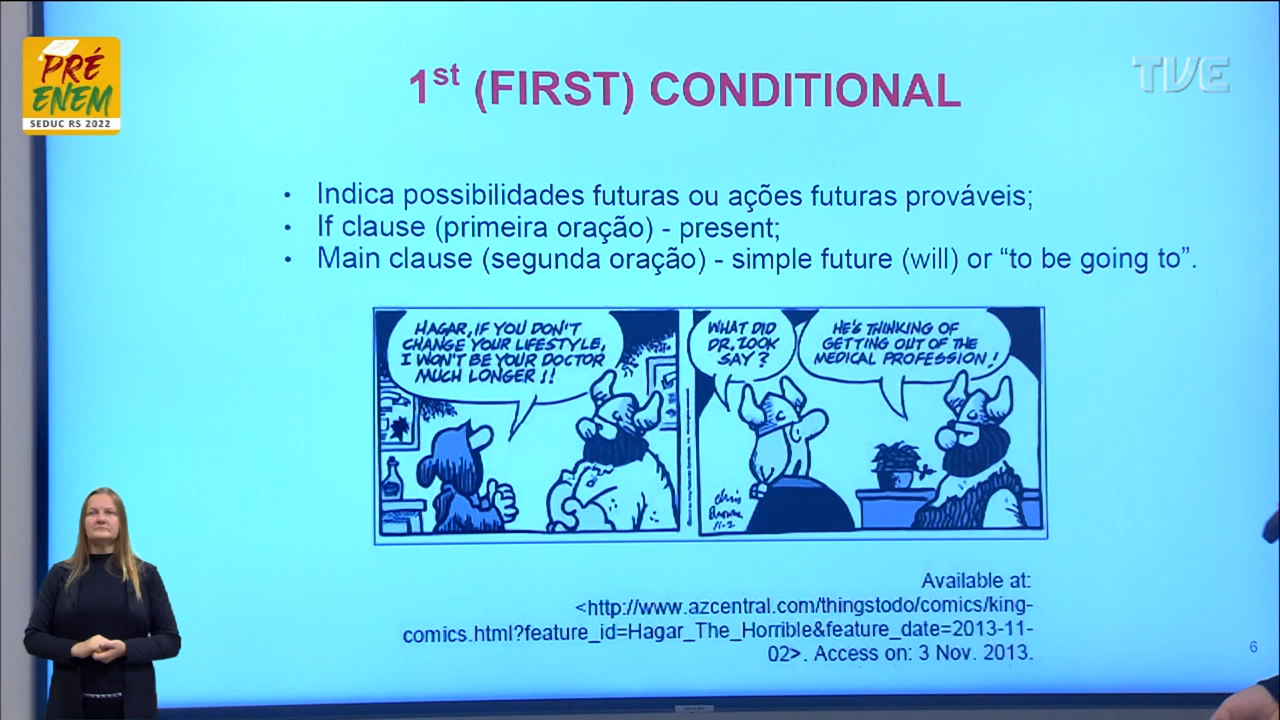 PRÉ
ENEM
SEDUC RS 2022
TVE
1st (FIRST) CONDITIONAL
• Indica possibilidades futuras ou ações futuras prováveis;
• If clause (primeira oração) - present;
• Main clause (segunda oração) - simple future (will) or “to be going to”.
HAGAR, IF YOU DON'T
CHANGE YOUR LIFESTYLE,
I WON'T BE YOUR DOCTOR
MUCH LONGER !!
WHAT DID
DR. ZOOK
SAY ?
HE'S THINKING OF
GETTING OUT OF THE
MEDICAL PROFESSION !
Chris
Browne
11-2
Available at:
<http://www.azcentral.com/thingstodo/comics/king-
comics.html?feature_id=Hagar_The_Horrible&feature_date=2013-11-
02>. Access on: 3 Nov. 2013.
6